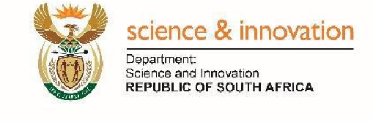 science & innovation
Department:
Science and Innovation
REPUBLIC OF SOUTH AFRICA